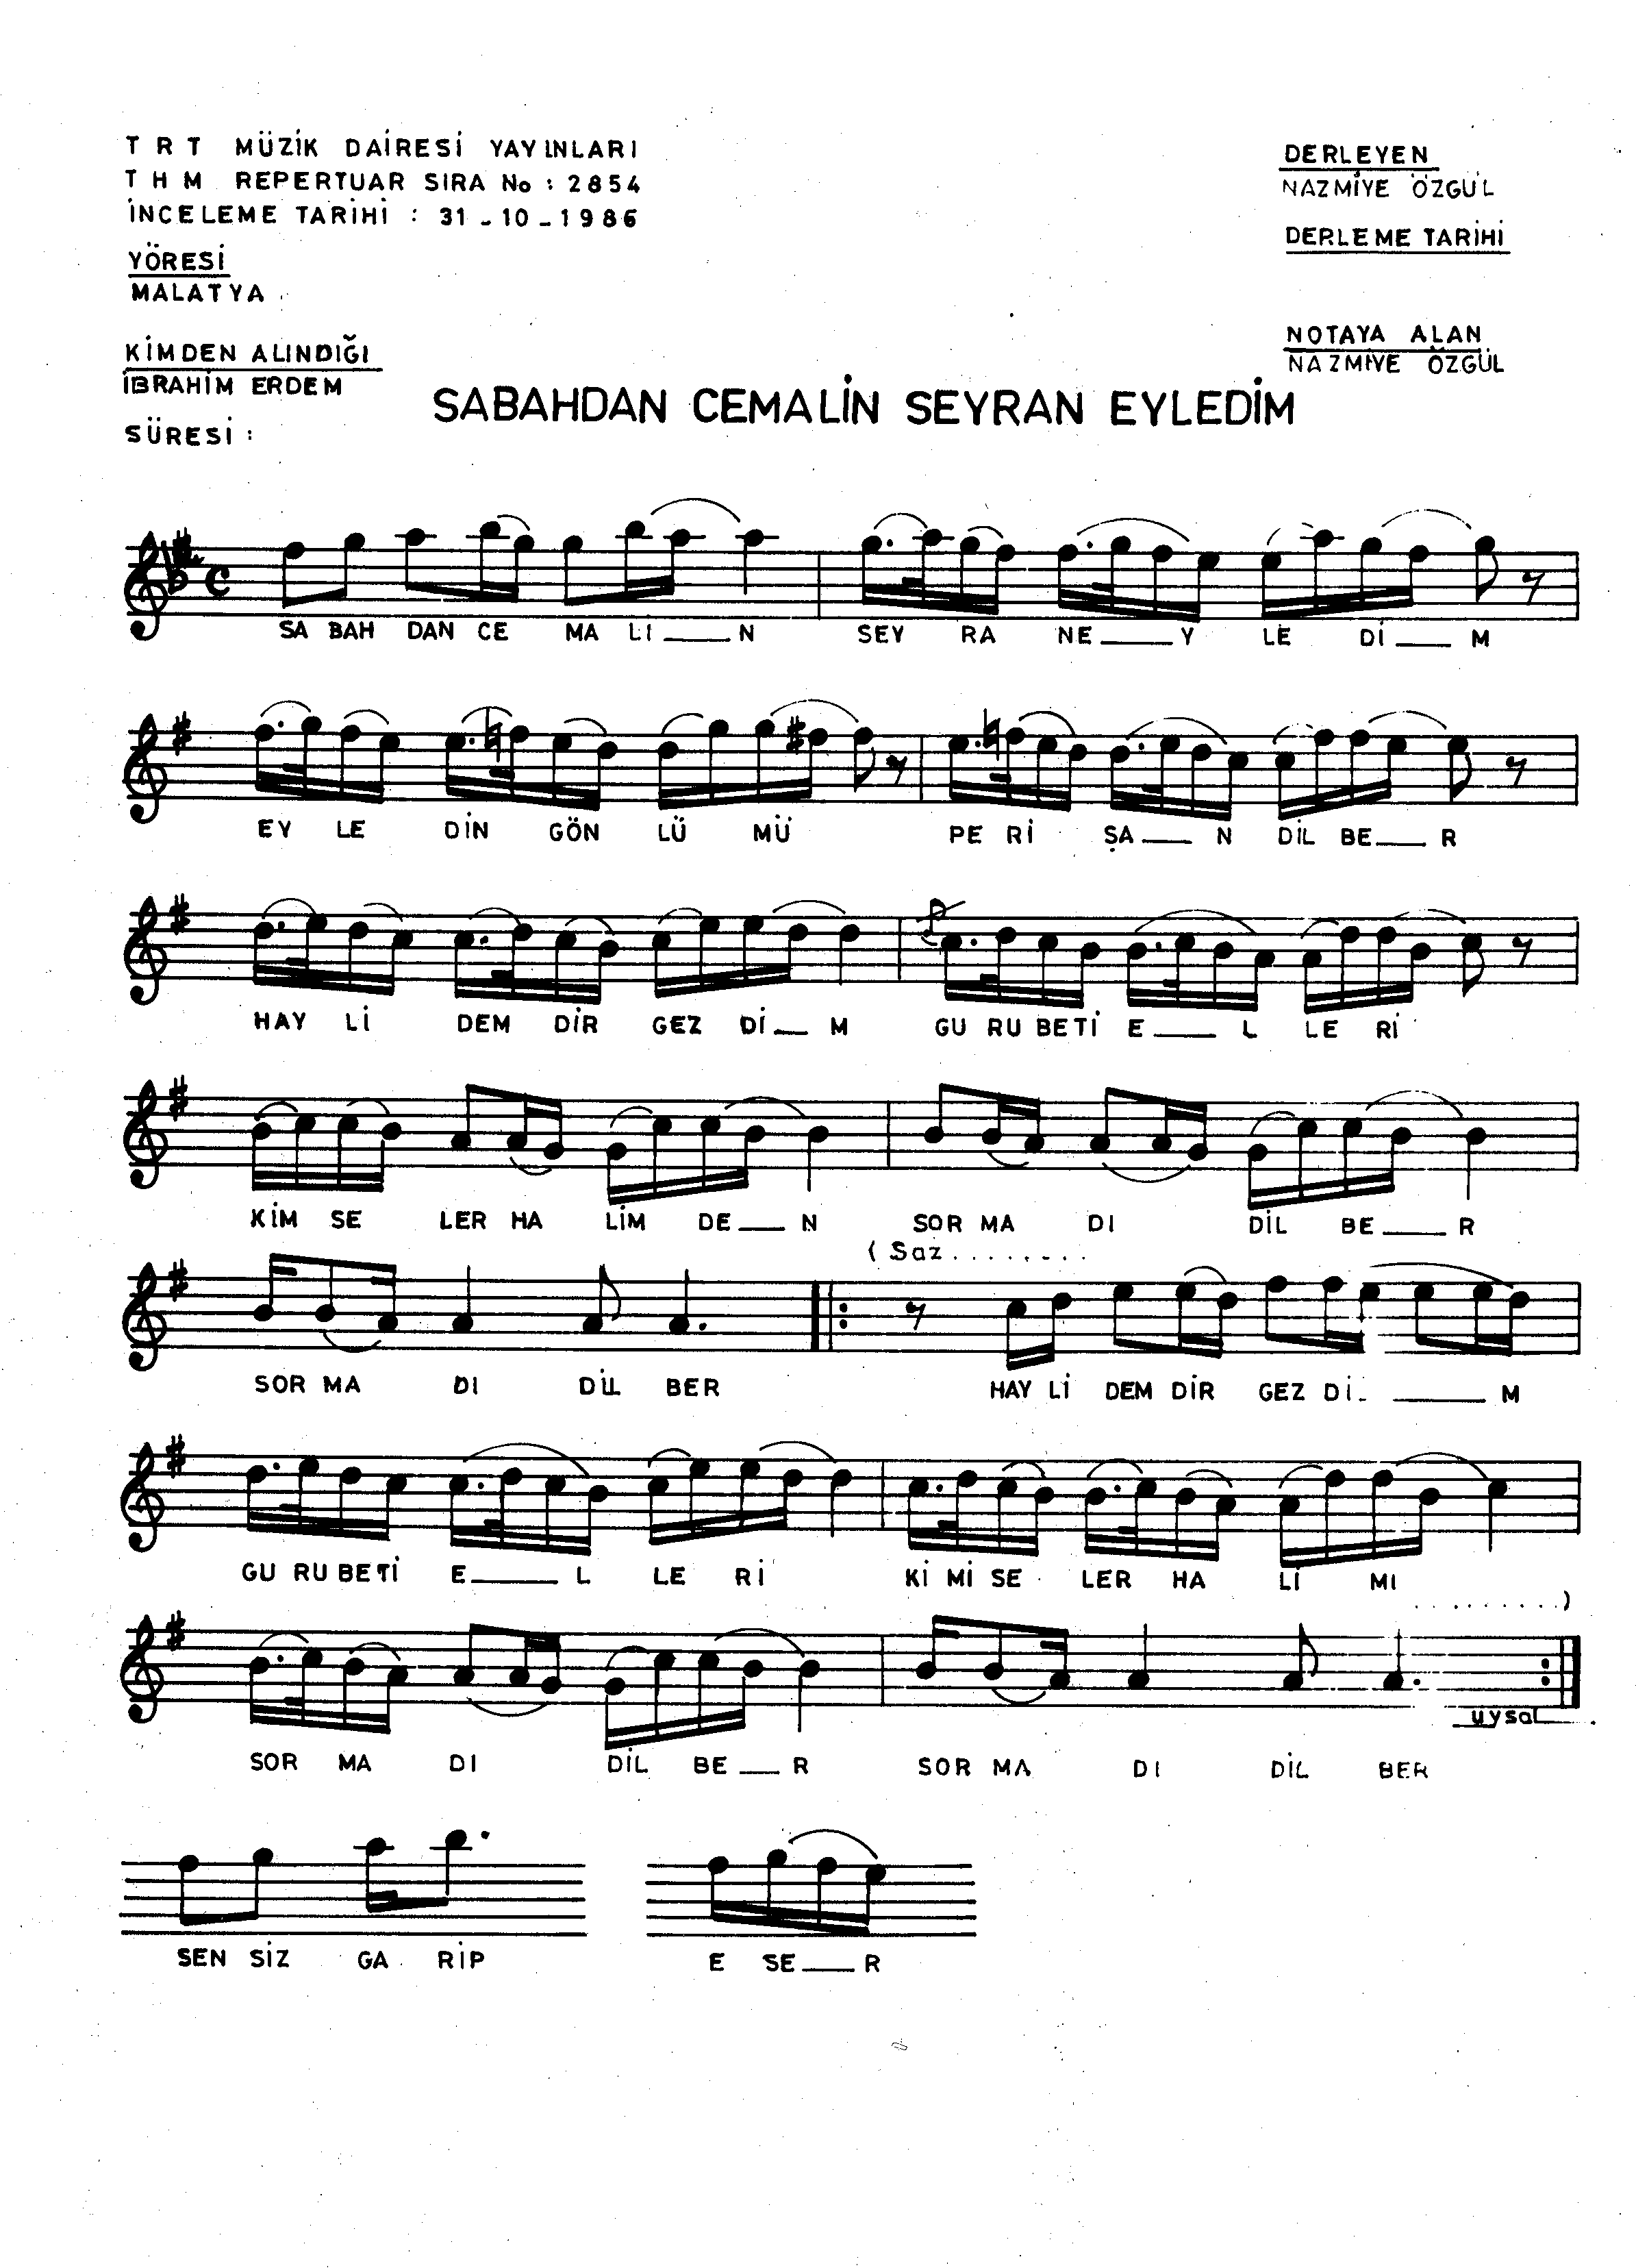 TRT MÜZİK DAİRESİ YAYINLARI
THM REPERTUAR SIRA No : 2854
İNCELEME TARİHİ : 31-10-1986
YÖRESİ
MALATYA
KİMDEN ALINDIĞI
İBRAHİM ERDEM
SÜRESİ :
DERLEYEN
NAZMİYE ÖZGÜL
DERLEME TARİHİ
NOTAYA ALAN
NAZMİYE ÖZGÜL
SABAHDAN CEMALİN SEYRAN EYLEDİM
SA BAH DAN CE MA Lİ ___ N SEY RA NE ___ Y LE Dİ ___ M
EY LE DİN GÖN LÜ MÜ PE Rİ ŞA ___ N DİL BE ___ R
HAY Lİ DEM DİR GEZ Dİ ___ M GU RU BE Tİ E ___ L LE Rİ
KİM SE LER HA LİM DE ___ N SOR MA DI DİL BE ___ R
( Saz ........
SOR MA DI DİL BER HAY Lİ DEM DİR GEZ Dİ ___ M
GU RU BE Tİ E ___ L LE Rİ Kİ Mİ SE LER HA Lİ Mİ
.........)
SOR MA DI DİL BE ___ R SOR MA DI DİL BER
uysal
SEN SİZ GA RİP E SE ___ R